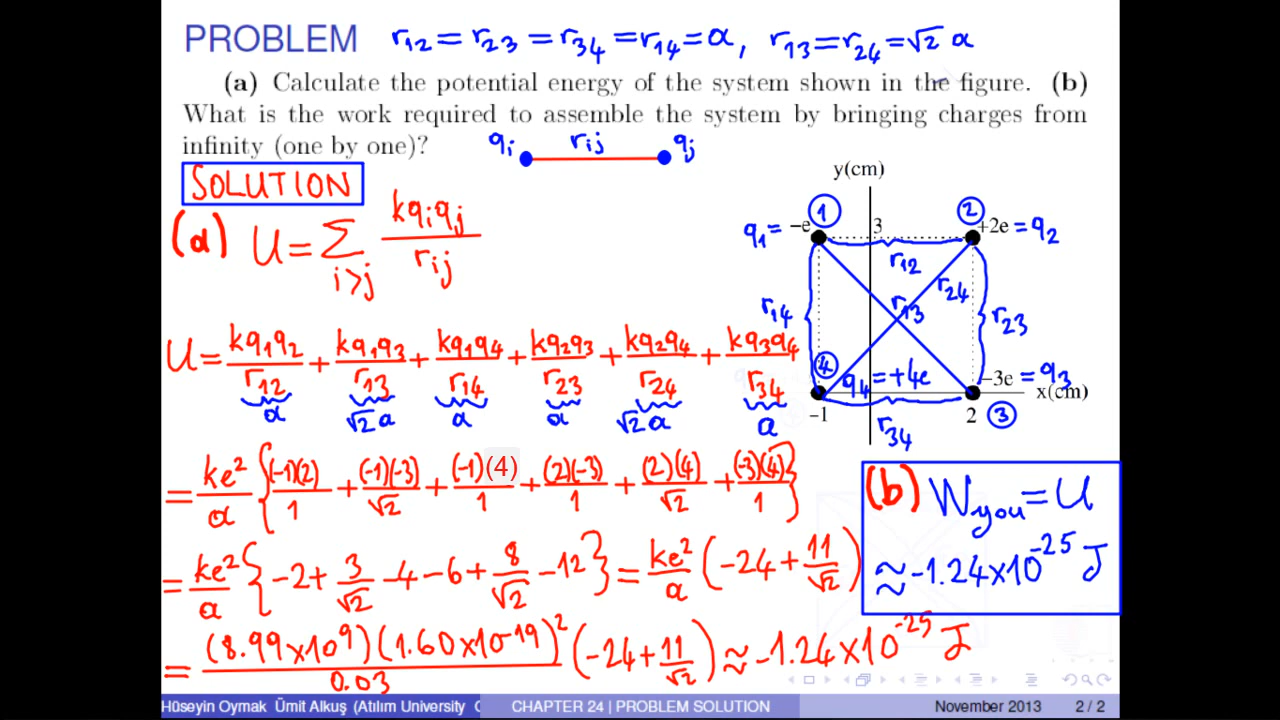 PROBLEM r12 = r23 = r34 = r14 = a, r13 = r24 = √2 a
(a) Calculate the potential energy of the system shown in the figure. (b)
What is the work required to assemble the system by bringing charges from
infinity (one by one)?
qi rij qj
SOLUTION
(a) U = ∑ i>j kqiqj / rij
y(cm)
① ②
q1 = −e 3 +2e = q2
r12
r24
r14 r13 r23
④ q4 = +4e −3e = q3
x(cm)
−1 2 ③
r34
U = kq1q2/r12 + kq1q3/r13 + kq1q4/r14 + kq2q3/r23 + kq2q4/r24 + kq3q4/r34
a √2 a a a √2 a a
= ke²/a { (-1)(2)/1 + (-1)(-3)/√2 + (-1)(4)/1 + (2)(-3)/1 + (2)(4)/√2 + (-3)(4)/1 }
= ke²/a { -2 + 3/√2 - 4 - 6 + 8/√2 - 12 } = ke²/a (-24 + 11/√2)
= (8.99×10^9)(1.60×10^-19)²/0.03 (-24 + 11/√2) ≈ -1.24×10^-25 J
(b) Wyou = U
≈ -1.24×10^-25 J
Hüseyin Oymak Ümit Alkuş (Atılım University C CHAPTER 24 | PROBLEM SOLUTION November 2013 2 / 2